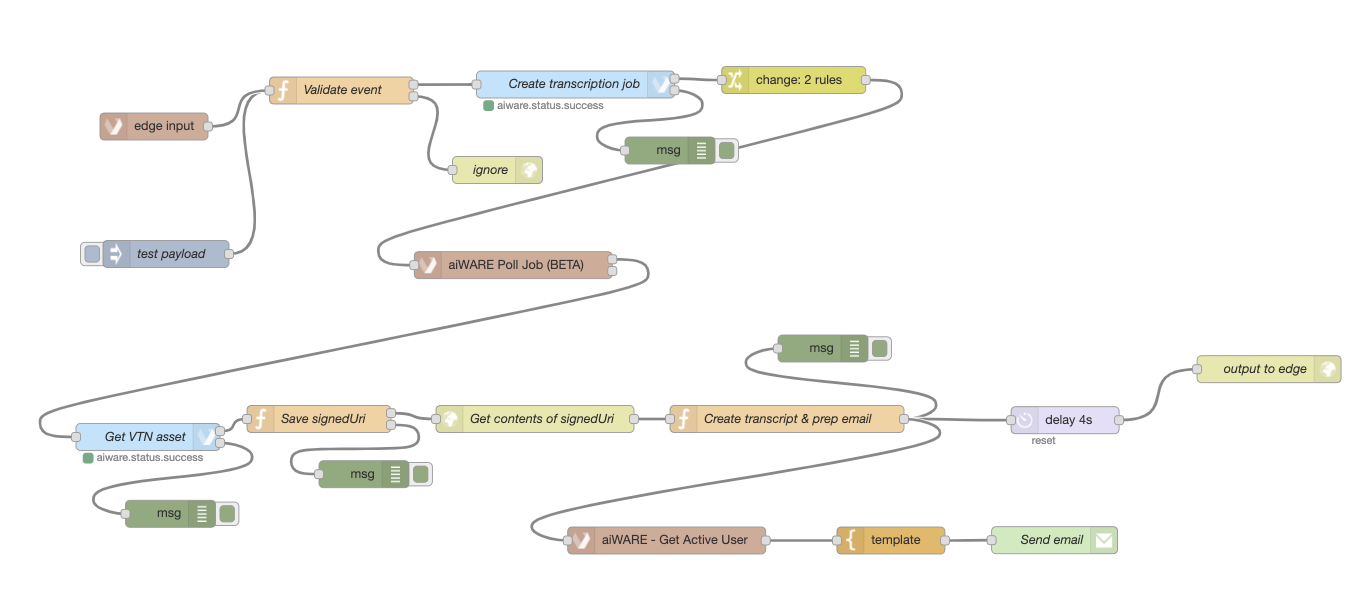 Validate event
Create transcription job
change: 2 rules
aiware.status.success
edge input
msg
ignore
test payload
aiWARE Poll Job (BETA)
msg
output to edge
Save signedUri
Get contents of signedUri
Create transcript & prep email
delay 4s
reset
Get VTN asset
aiware.status.success
msg
msg
aiWARE - Get Active User
template
Send email